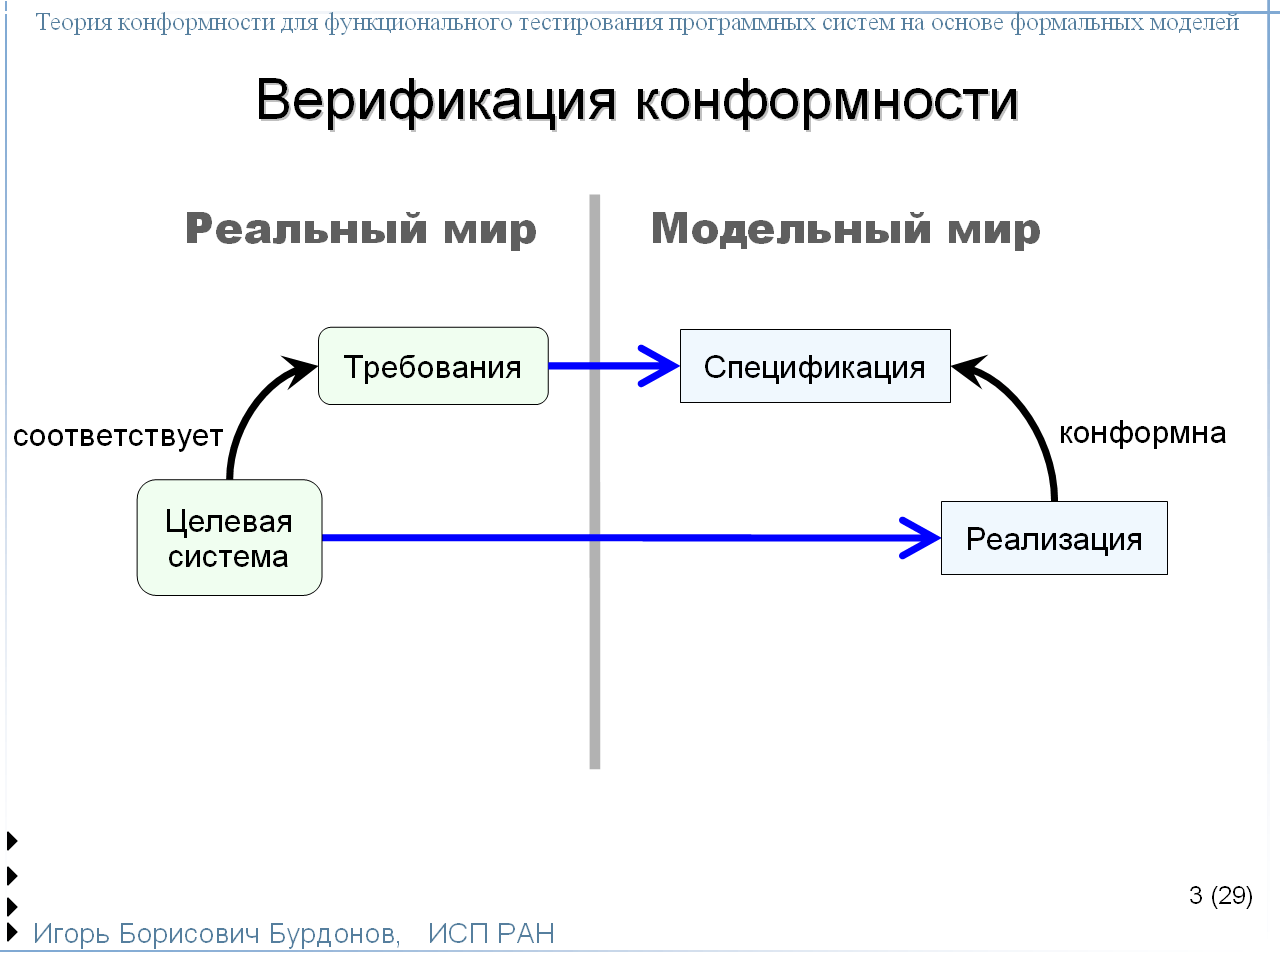 Теория конформности для функционального тестирования программных систем на основе формальных моделей
Верификация конформности
Реальный мир
Модельный мир
Требования
Спецификация
соответствует
конформна
Целевая
система
Реализация
3 (29)
Игорь Борисович Бурдонов, ИСП РАН